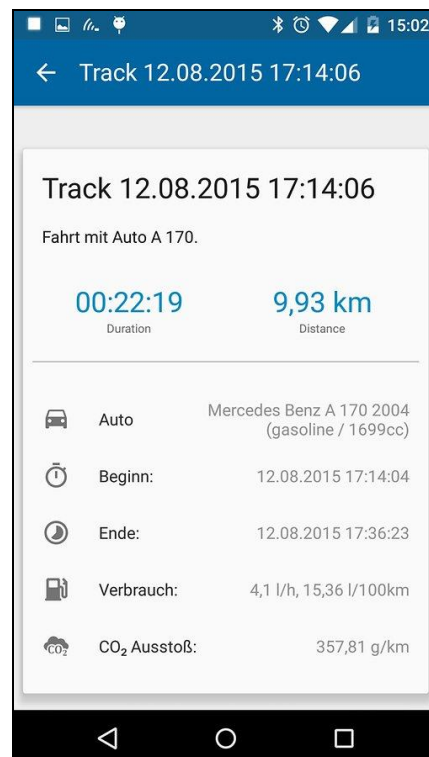 15:02
Track 12.08.2015 17:14:06
Track 12.08.2015 17:14:06
Fahrt mit Auto A 170.
00:22:19 9,93 km
Duration Distance
Auto Mercedes Benz A 170 2004
(gasoline / 1699cc)
Beginn: 12.08.2015 17:14:04
Ende: 12.08.2015 17:36:23
Verbrauch: 4,1 l/h, 15,36 l/100km
CO₂ CO₂ Ausstoß: 357,81 g/km